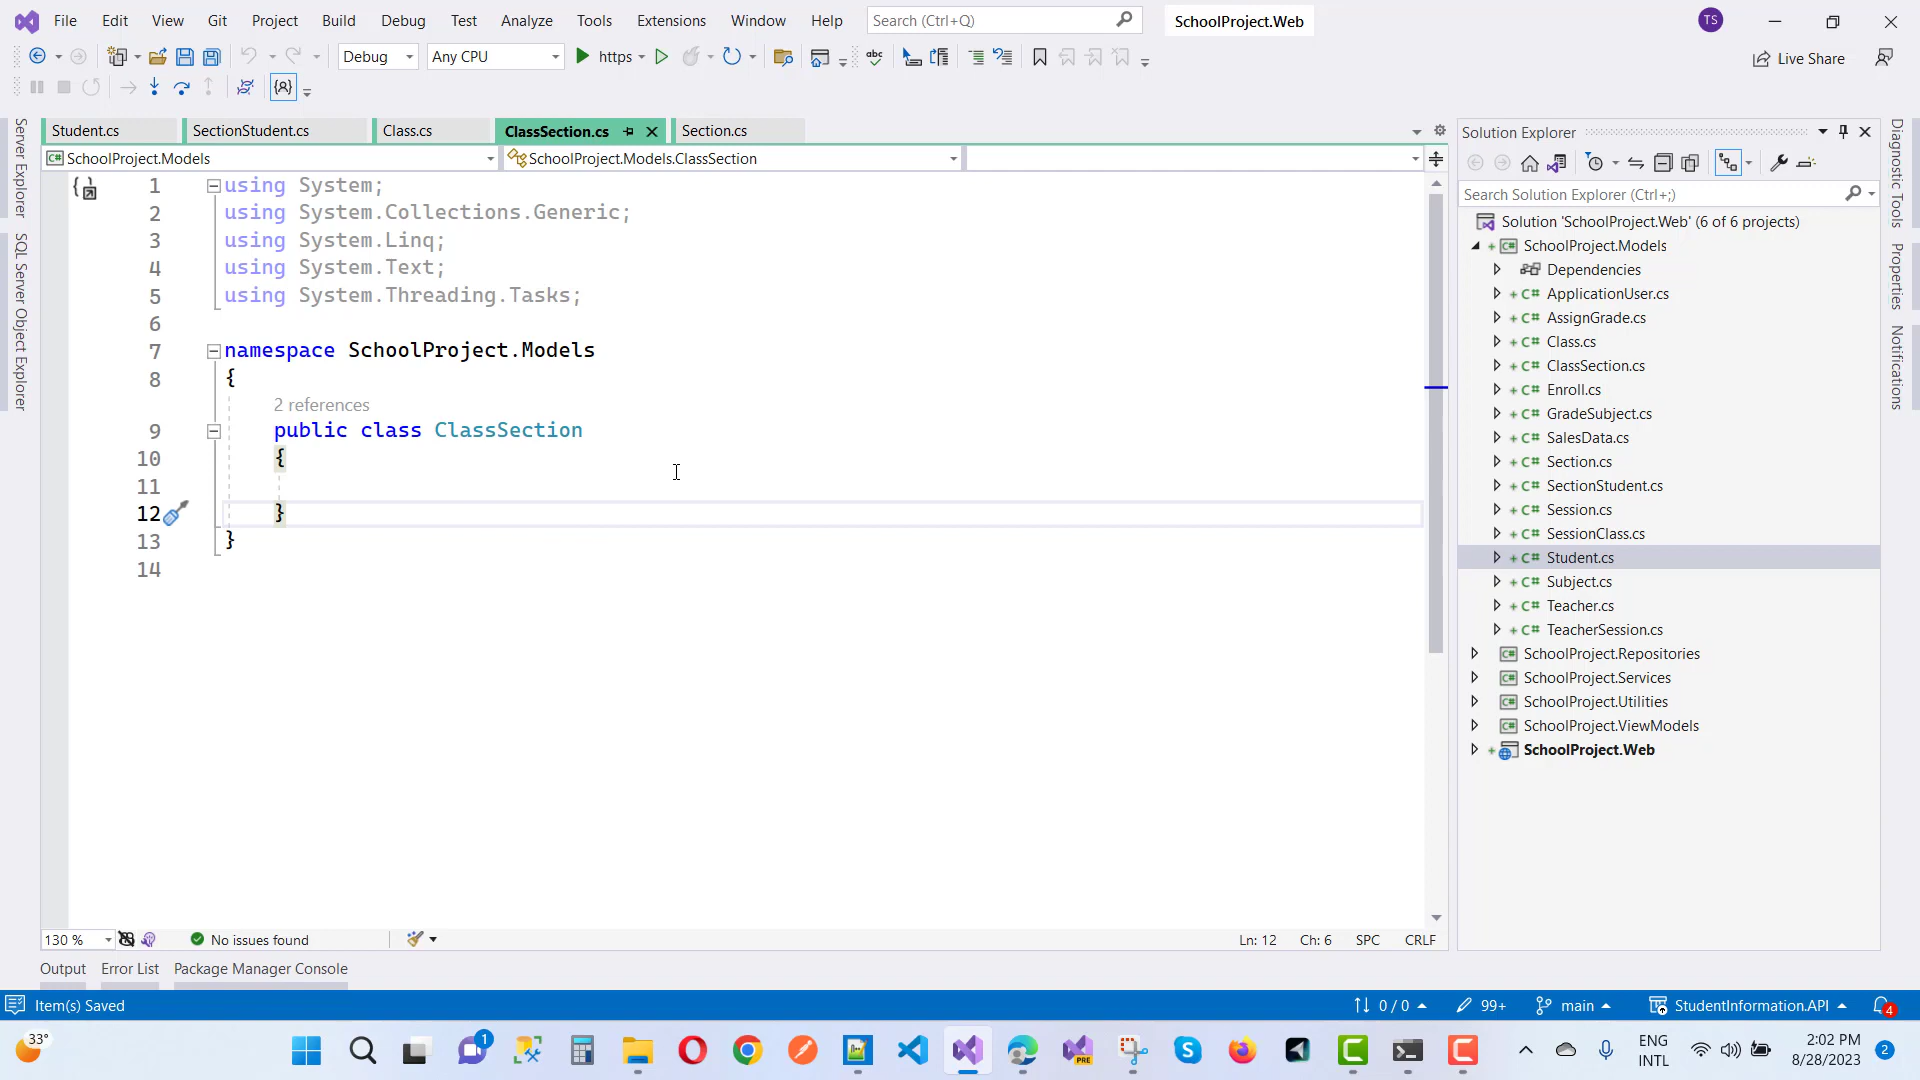 File Edit View Git Project Build Debug Test Analyze Tools Extensions Window Help Search (Ctrl+Q) SchoolProject.Web TS
Debug Any CPU https Live Share
Student.cs SectionStudent.cs Class.cs ClassSection.cs Section.cs
SchoolProject.Models SchoolProject.Models.ClassSection
1 using System;
2 using System.Collections.Generic;
3 using System.Linq;
4 using System.Text;
5 using System.Threading.Tasks;
6
7 namespace SchoolProject.Models
8 {
2 references
9 public class ClassSection
10 {
11
12 }
13 }
14
Server Explorer
SQL Server Object Explorer
Solution Explorer
Search Solution Explorer (Ctrl+;)
Solution 'SchoolProject.Web' (6 of 6 projects)
SchoolProject.Models
Dependencies
C# ApplicationUser.cs
C# AssignGrade.cs
C# Class.cs
C# ClassSection.cs
C# Enroll.cs
C# GradeSubject.cs
C# SalesData.cs
C# Section.cs
C# SectionStudent.cs
C# Session.cs
C# SessionClass.cs
C# Student.cs
C# Subject.cs
C# Teacher.cs
C# TeacherSession.cs
SchoolProject.Repositories
SchoolProject.Services
SchoolProject.Utilities
SchoolProject.ViewModels
SchoolProject.Web
Diagnostic Tools
Properties
Notifications
130 % No issues found Ln: 12 Ch: 6 SPC CRLF
Output Error List Package Manager Console
Item(s) Saved 0 / 0 99+ main StudentInformation.API 4
33° 1 PRE ENG 2:02 PM 2
INTL 8/28/2023